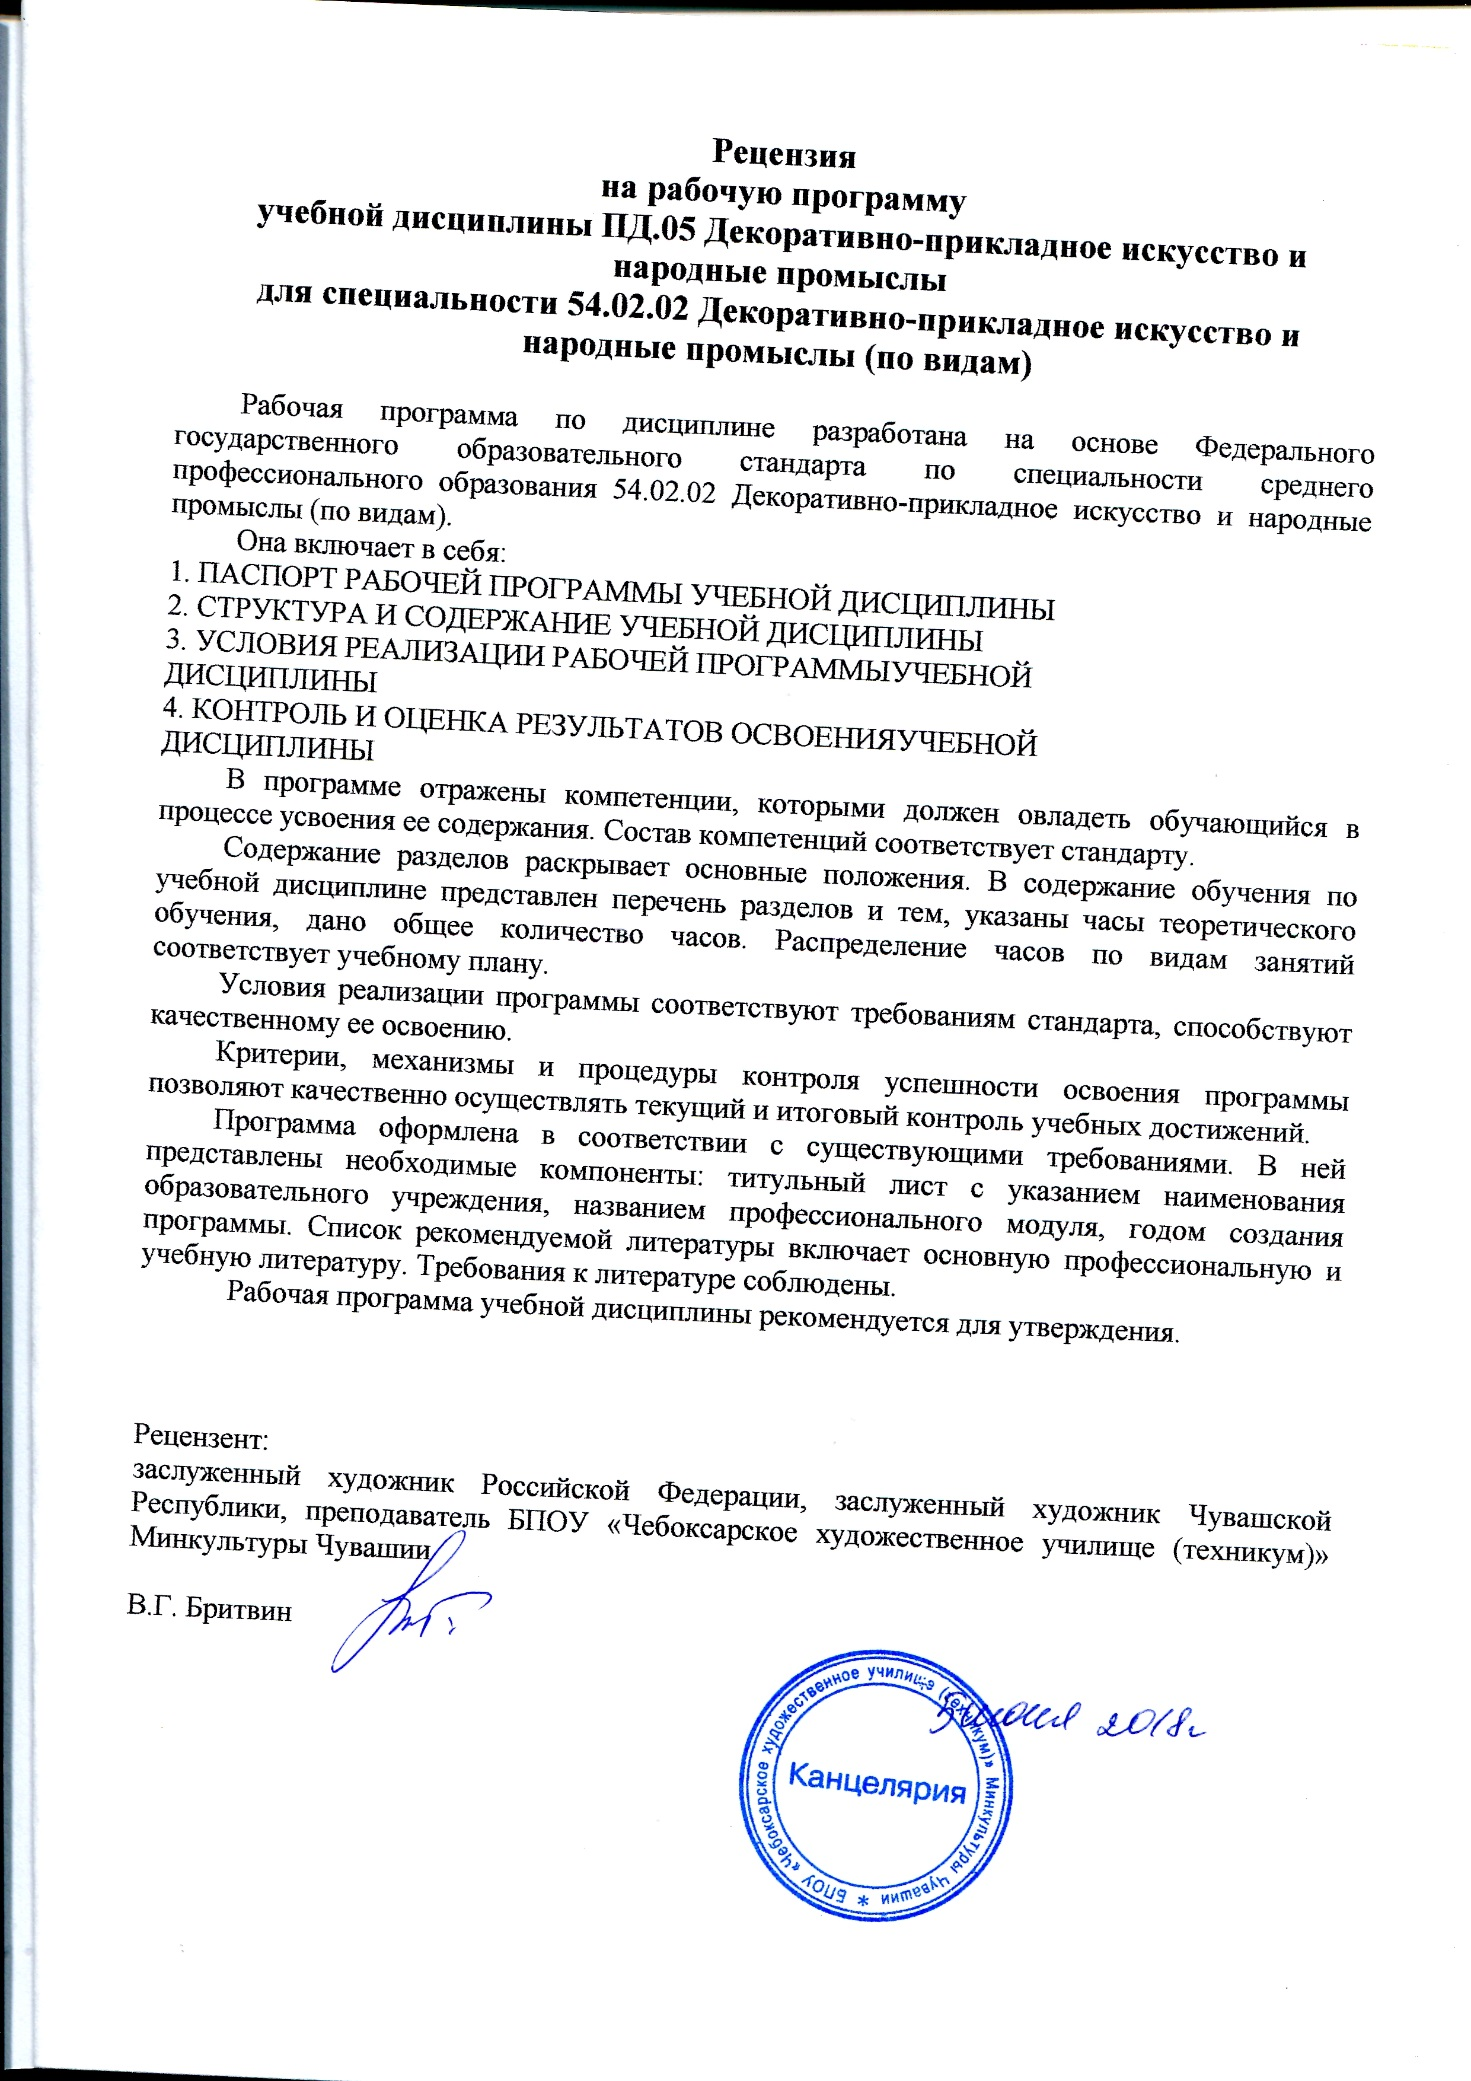 Рецензия
на рабочую программу
учебной дисциплины ПД.05 Декоративно-прикладное искусство и
народные промыслы
для специальности 54.02.02 Декоративно-прикладное искусство и
народные промыслы (по видам)
Рабочая программа по дисциплине разработана на основе Федерального
государственного образовательного стандарта по специальности среднего
профессионального образования 54.02.02 Декоративно-прикладное искусство и народные
промыслы (по видам).
Она включает в себя:
1. ПАСПОРТ РАБОЧЕЙ ПРОГРАММЫ УЧЕБНОЙ ДИСЦИПЛИНЫ
2. СТРУКТУРА И СОДЕРЖАНИЕ УЧЕБНОЙ ДИСЦИПЛИНЫ
3. УСЛОВИЯ РЕАЛИЗАЦИИ РАБОЧЕЙ ПРОГРАММЫУЧЕБНОЙ
ДИСЦИПЛИНЫ
4. КОНТРОЛЬ И ОЦЕНКА РЕЗУЛЬТАТОВ ОСВОЕНИЯУЧЕБНОЙ
ДИСЦИПЛИНЫ
В программе отражены компетенции, которыми должен овладеть обучающийся в
процессе усвоения ее содержания. Состав компетенций соответствует стандарту.
Содержание разделов раскрывает основные положения. В содержание обучения по
учебной дисциплине представлен перечень разделов и тем, указаны часы теоретического
обучения, дано общее количество часов. Распределение часов по видам занятий
соответствует учебному плану.
Условия реализации программы соответствуют требованиям стандарта, способствуют
качественному ее освоению.
Критерии, механизмы и процедуры контроля успешности освоения программы
позволяют качественно осуществлять текущий и итоговый контроль учебных достижений.
Программа оформлена в соответствии с существующими требованиями. В ней
представлены необходимые компоненты: титульный лист с указанием наименования
образовательного учреждения, названием профессионального модуля, годом создания
программы. Список рекомендуемой литературы включает основную профессиональную и
учебную литературу. Требования к литературе соблюдены.
Рабочая программа учебной дисциплины рекомендуется для утверждения.
Рецензент:
заслуженный художник Российской Федерации, заслуженный художник Чувашской
Республики, преподаватель БПОУ «Чебоксарское художественное училище (техникум)»
Минкультуры Чувашии
В.Г. Бритвин
БПОУ «Чебоксарское художественное училище (техникум)» Минкультуры Чувашии *
Канцелярия
2018г